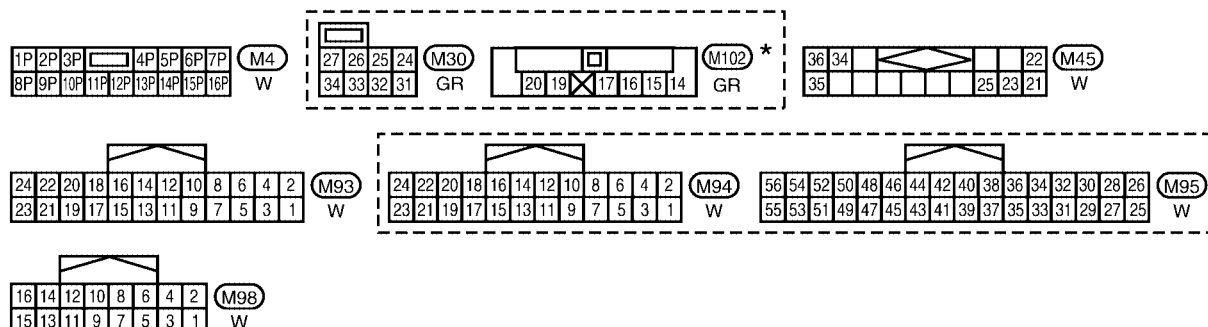 1P 2P 3P 4P 5P 6P 7P M4
8P 9P 10P 11P 12P 13P 14P 15P 16P W
27 26 25 24 M30
34 33 32 31 GR
M102 *
20 19 17 16 15 14 GR
36 34 22 M45
35 25 23 21 W
24 22 20 18 16 14 12 10 8 6 4 2 M93
23 21 19 17 15 13 11 9 7 5 3 1 W
24 22 20 18 16 14 12 10 8 6 4 2 M94
23 21 19 17 15 13 11 9 7 5 3 1 W
56 54 52 50 48 46 44 42 40 38 36 34 32 30 28 26 M95
55 53 51 49 47 45 43 41 39 37 35 33 31 29 27 25 W
16 14 12 10 8 6 4 2 M98
15 13 11 9 7 5 3 1 W